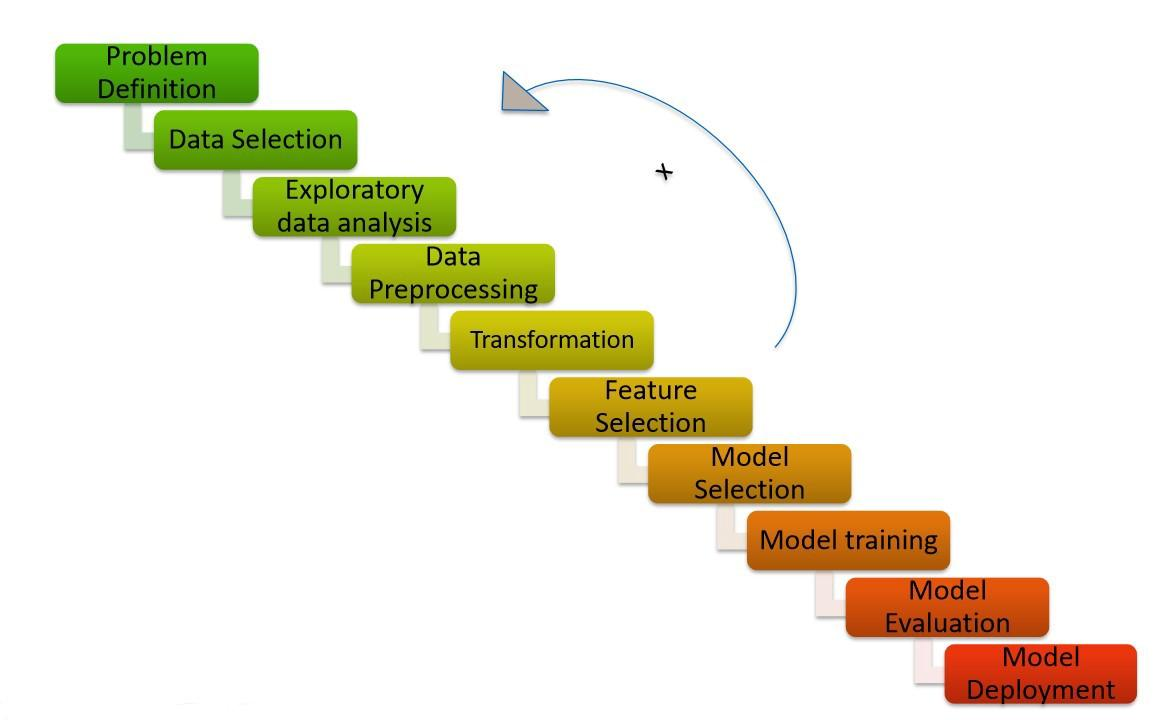 Problem
Definition
Data Selection
Exploratory
data analysis
Data
Preprocessing
Transformation
Feature
Selection
Model
Selection
Model training
Model
Evaluation
Model
Deployment
x